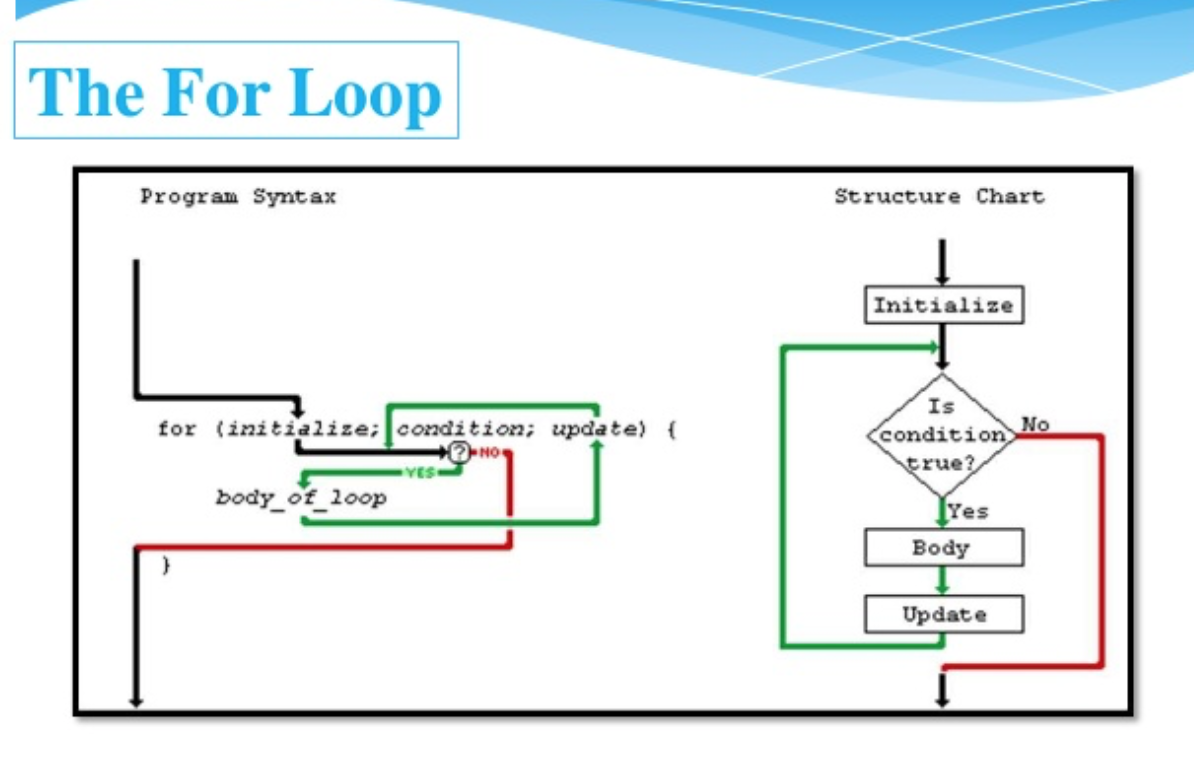 The For Loop
Program Syntax
for (initialize; condition; update) {
? NO
YES
body_of_loop
}
Structure Chart
Initialize
Is
condition
true?
No
Yes
Body
Update